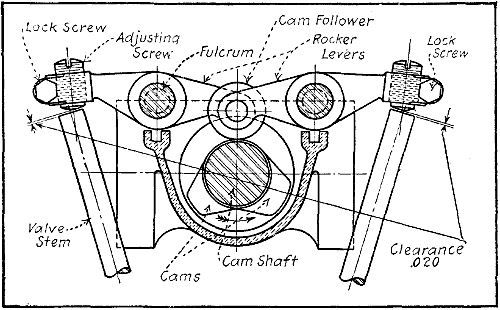 Lock Screw
Adjusting
Screw
Fulcrum
Cam Follower
Rocker
Levers
Lock
Screw
Valve
Stem
Cams
Cam Shaft
Clearance
.020